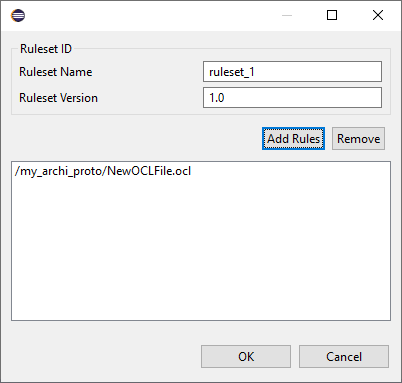 Ruleset ID
Ruleset Name ruleset_1
Ruleset Version 1.0
Add Rules Remove
/my_archi_proto/NewOCLFile.ocl
OK Cancel